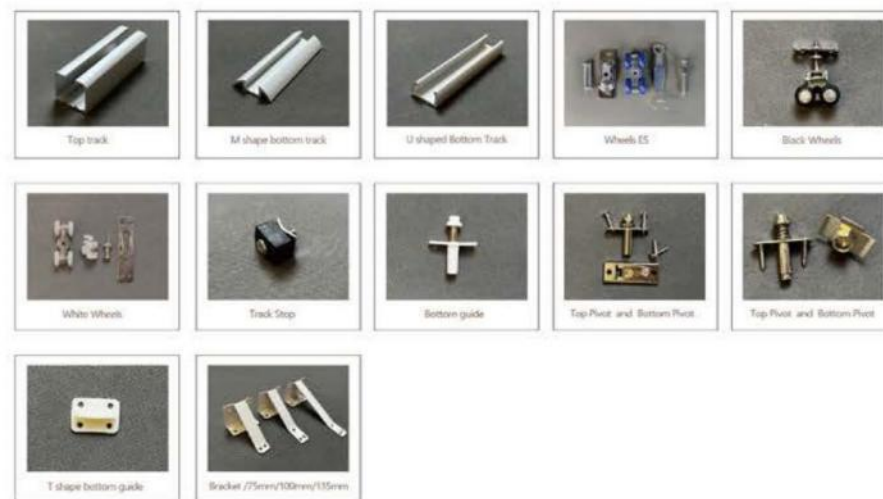 Top track
M shape bottom track
U shaped Bottom Track
Wheels ES
Black Wheels
White Wheels
Track Stop
Bottom guide
Top Pivot and Bottom Pivot
Top Pivot and Bottom Pivot
T shape bottom guide
Bracket /75mm/100mm/135mm